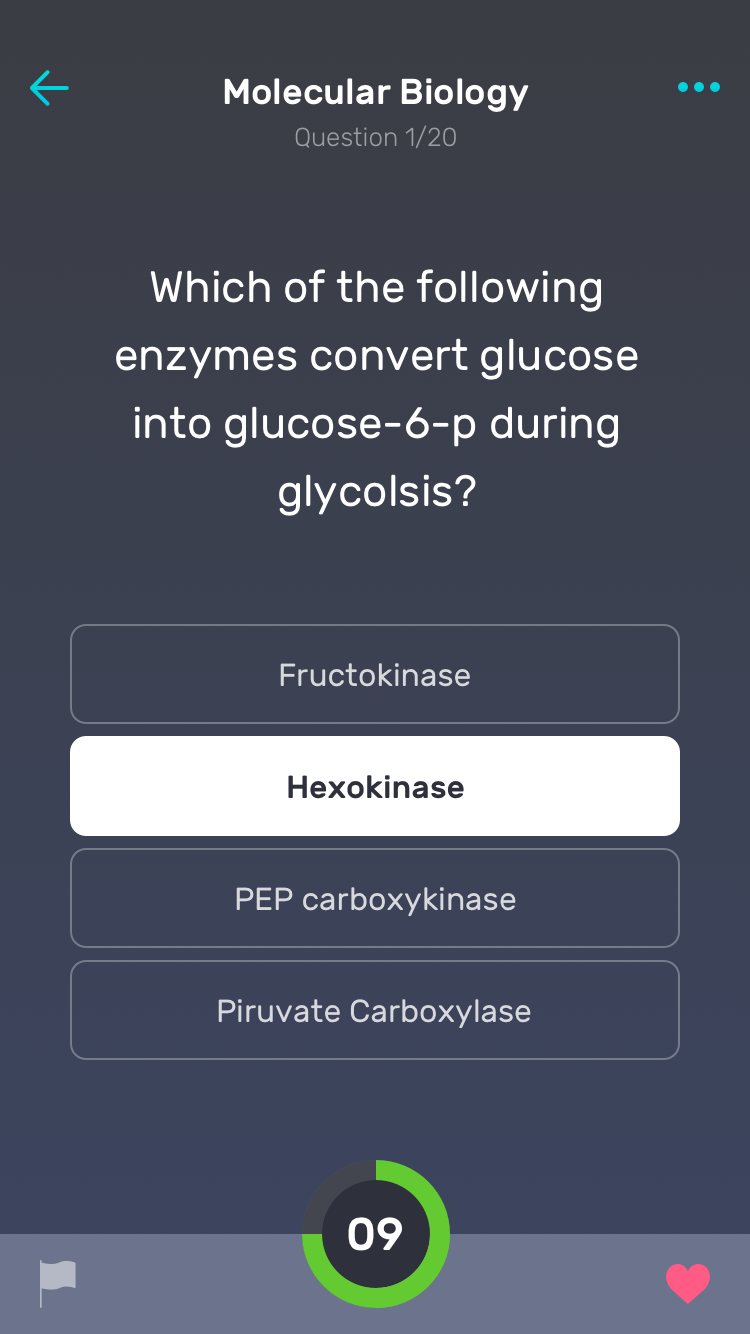 Molecular Biology
Question 1/20
Which of the following
enzymes convert glucose
into glucose-6-p during
glycolsis?
Fructokinase
Hexokinase
PEP carboxykinase
Piruvate Carboxylase
09